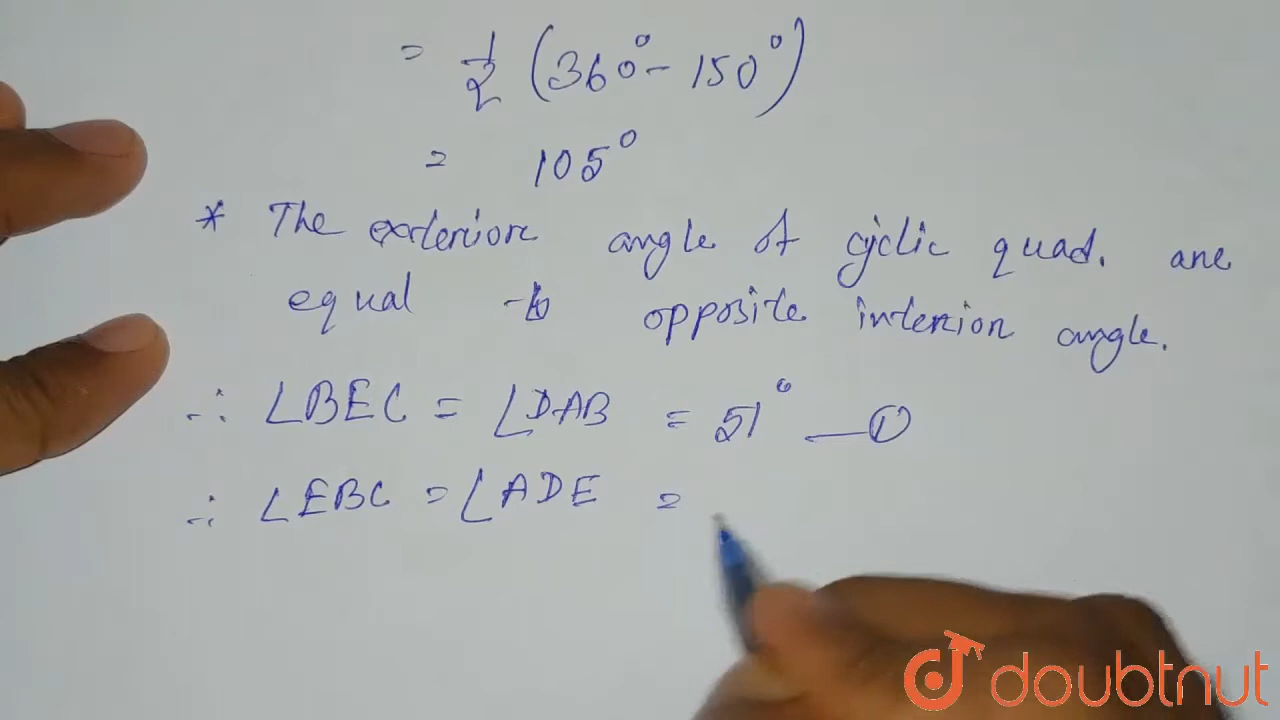 = 1/2 (360° - 150°)
= 105°
* The exterior angle of cyclic quad. are
equal to opposite interior angle.
∴ ∠BEC = ∠DAB = 51° —①
∴ ∠EBC = ∠ADE =
doubtnut